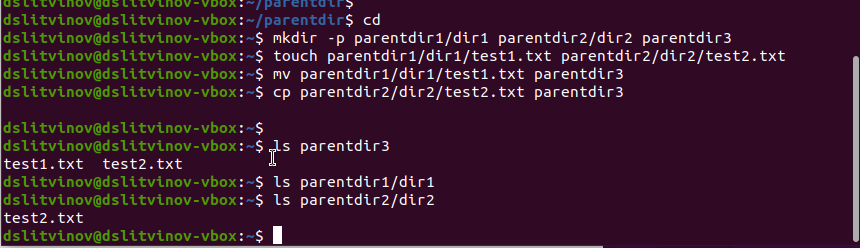 dslitvinov@dslitvinov-vbox:~/parentdir$
dslitvinov@dslitvinov-vbox:~/parentdir$ cd
dslitvinov@dslitvinov-vbox:~$ mkdir -p parentdir1/dir1 parentdir2/dir2 parentdir3
dslitvinov@dslitvinov-vbox:~$ touch parentdir1/dir1/test1.txt parentdir2/dir2/test2.txt
dslitvinov@dslitvinov-vbox:~$ mv parentdir1/dir1/test1.txt parentdir3
dslitvinov@dslitvinov-vbox:~$ cp parentdir2/dir2/test2.txt parentdir3
dslitvinov@dslitvinov-vbox:~$
dslitvinov@dslitvinov-vbox:~$ ls parentdir3
test1.txt  test2.txt
dslitvinov@dslitvinov-vbox:~$ ls parentdir1/dir1
dslitvinov@dslitvinov-vbox:~$ ls parentdir2/dir2
test2.txt
dslitvinov@dslitvinov-vbox:~$